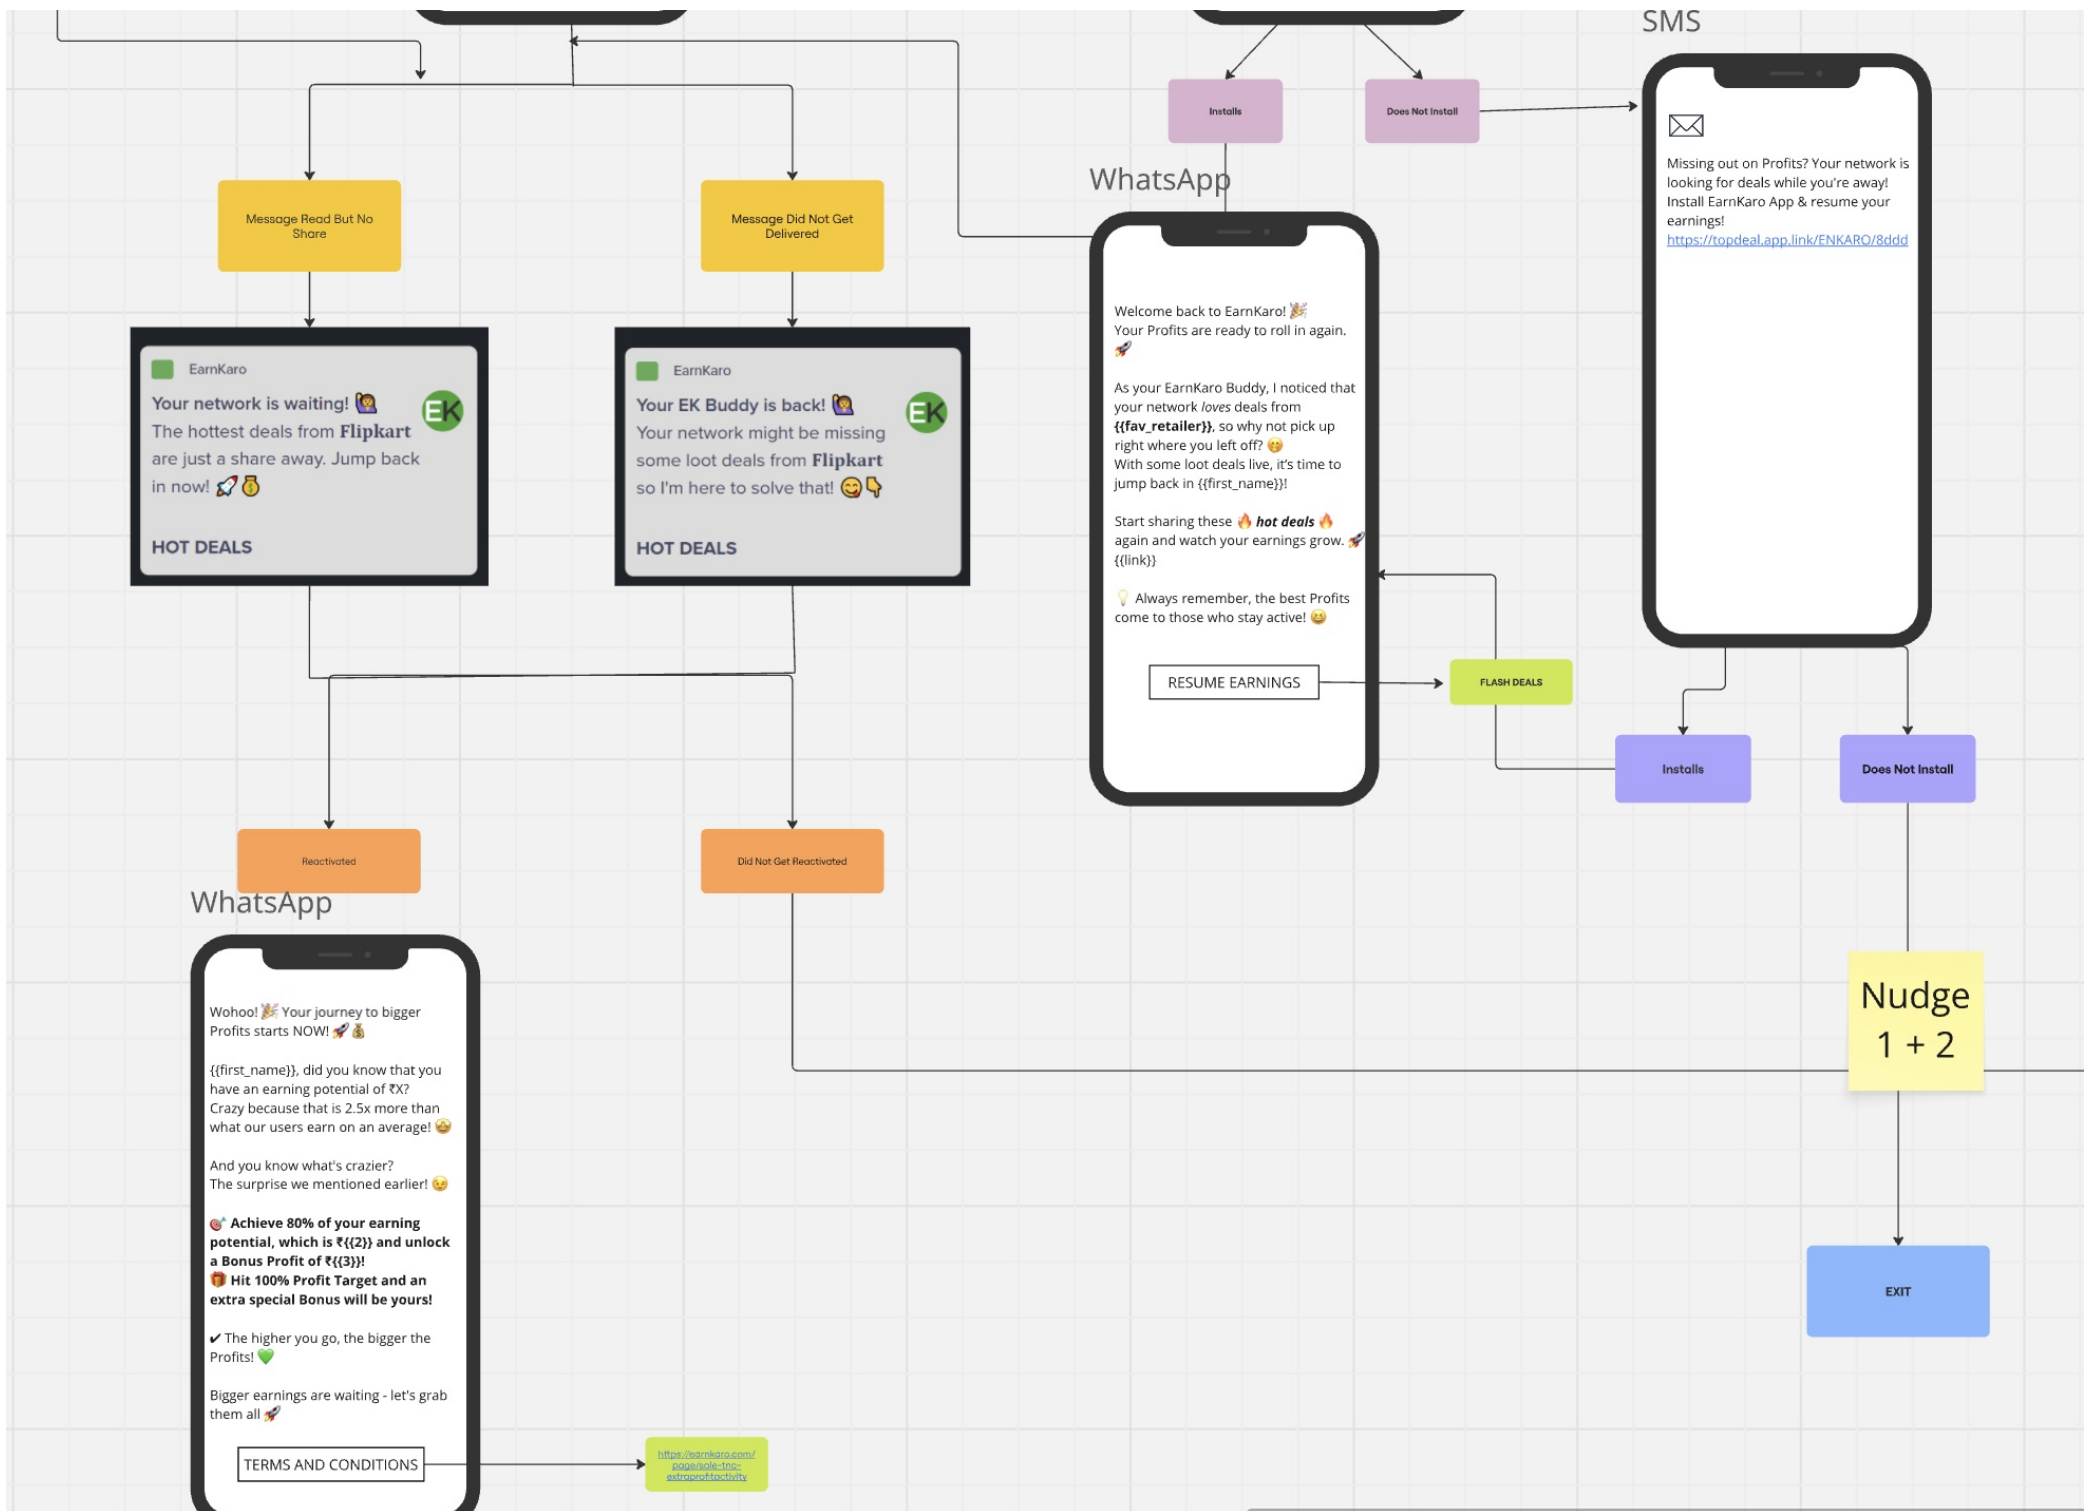 SMS
Installs
Does Not Install
WhatsApp
Missing out on Profits? Your network is
looking for deals while you're away!
Install EarnKaro App & resume your
earnings!
https://topdeal.app.link/ENKARO/8ddd
Message Read But No
Share
Message Did Not Get
Delivered
EarnKaro
Your network is waiting! 🙋‍♀️
EK
The hottest deals from Flipkart
are just a share away. Jump back
in now! 🚀💰
HOT DEALS
EarnKaro
Your EK Buddy is back! 🙋‍♀️
EK
Your network might be missing
some loot deals from Flipkart
so I'm here to solve that! 😋👇
HOT DEALS
Welcome back to EarnKaro! 🎉
Your Profits are ready to roll in again.
🚀
As your EarnKaro Buddy, I noticed that
your network loves deals from
{{fav_retailer}}, so why not pick up
right where you left off? 🤭
With some loot deals live, it's time to
jump back in {{first_name}}!
Start sharing these 🔥 hot deals 🔥
again and watch your earnings grow. 🚀
{{link}}
💡 Always remember, the best Profits
come to those who stay active! 😆
RESUME EARNINGS
FLASH DEALS
Installs
Does Not Install
Reactivated
Did Not Get Reactivated
WhatsApp
Wohoo! 🎉 Your journey to bigger
Profits starts NOW! 🚀💰
{{first_name}}, did you know that you
have an earning potential of ₹X?
Crazy because that is 2.5x more than
what our users earn on an average! 🤩
And you know what's crazier?
The surprise we mentioned earlier! 😉
🎯 Achieve 80% of your earning
potential, which is ₹{{2}} and unlock
a Bonus Profit of ₹{{3}}!
🎁 Hit 100% Profit Target and an
extra special Bonus will be yours!
✔ The higher you go, the bigger the
Profits! 💚
Bigger earnings are waiting - let's grab
them all 🚀
TERMS AND CONDITIONS
https://earnkaro.com/
page/sale-tnc-
extraprofitactivity
Nudge
1 + 2
EXIT